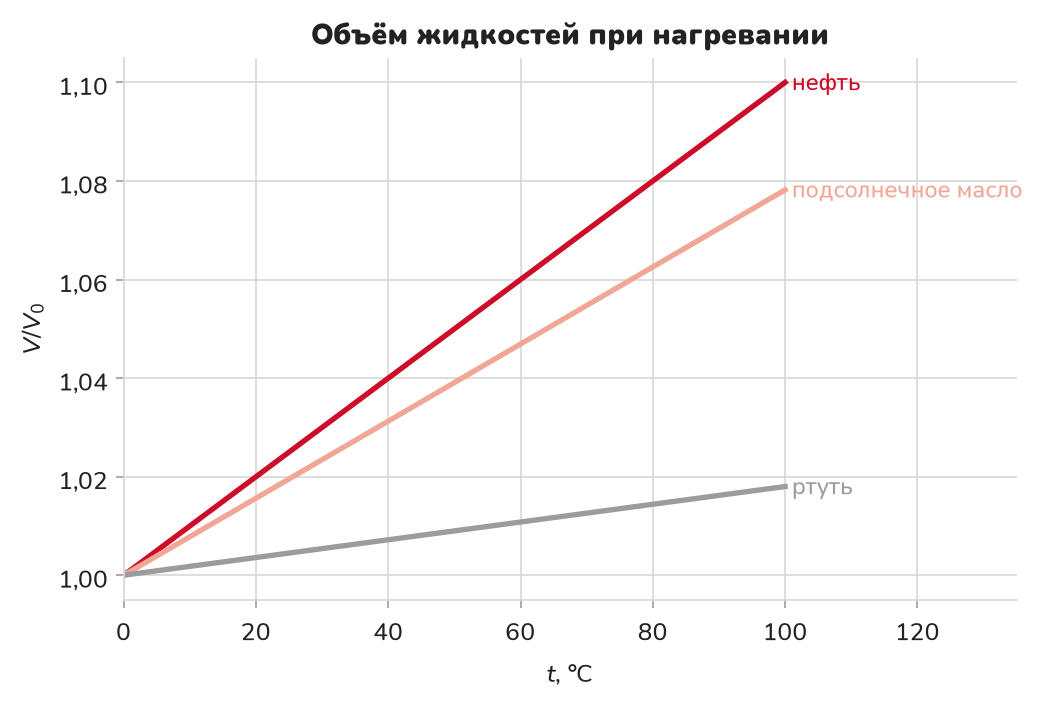 Объём жидкостей при нагревании
V/V₀
1,10
1,08
1,06
1,04
1,02
1,00
нефть
подсолнечное масло
ртуть
0 20 40 60 80 100 120
t, °C